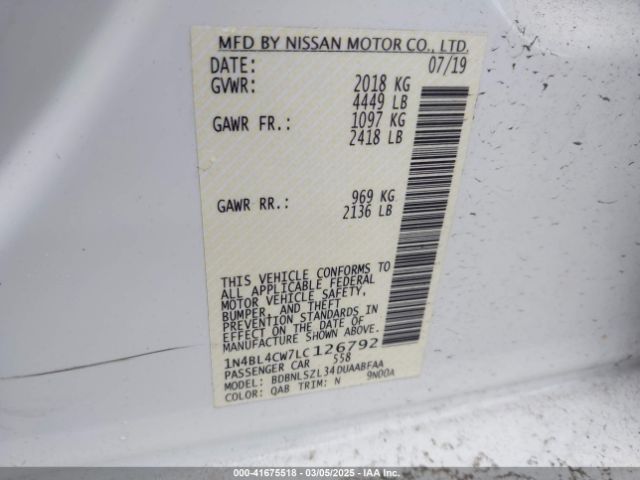 MFD BY NISSAN MOTOR CO., LTD.
DATE: 07/19
GVWR: 2018 KG
4449 LB
GAWR FR.: 1097 KG
2418 LB
GAWR RR.: 969 KG
2136 LB
THIS VEHICLE CONFORMS TO
ALL APPLICABLE FEDERAL
MOTOR VEHICLE SAFETY,
BUMPER, AND THEFT
PREVENTION STANDARDS IN
EFFECT ON THE DATE OF
MANUFACTURE SHOWN ABOVE.
1N4BL4CW7LC126792
PASSENGER CAR 558
MODEL: BDBNLSZL34DUAABFAA
COLOR: QAB TRIM: N 9N00A
000-41675518 | 03/05/2025 | IAA Inc.